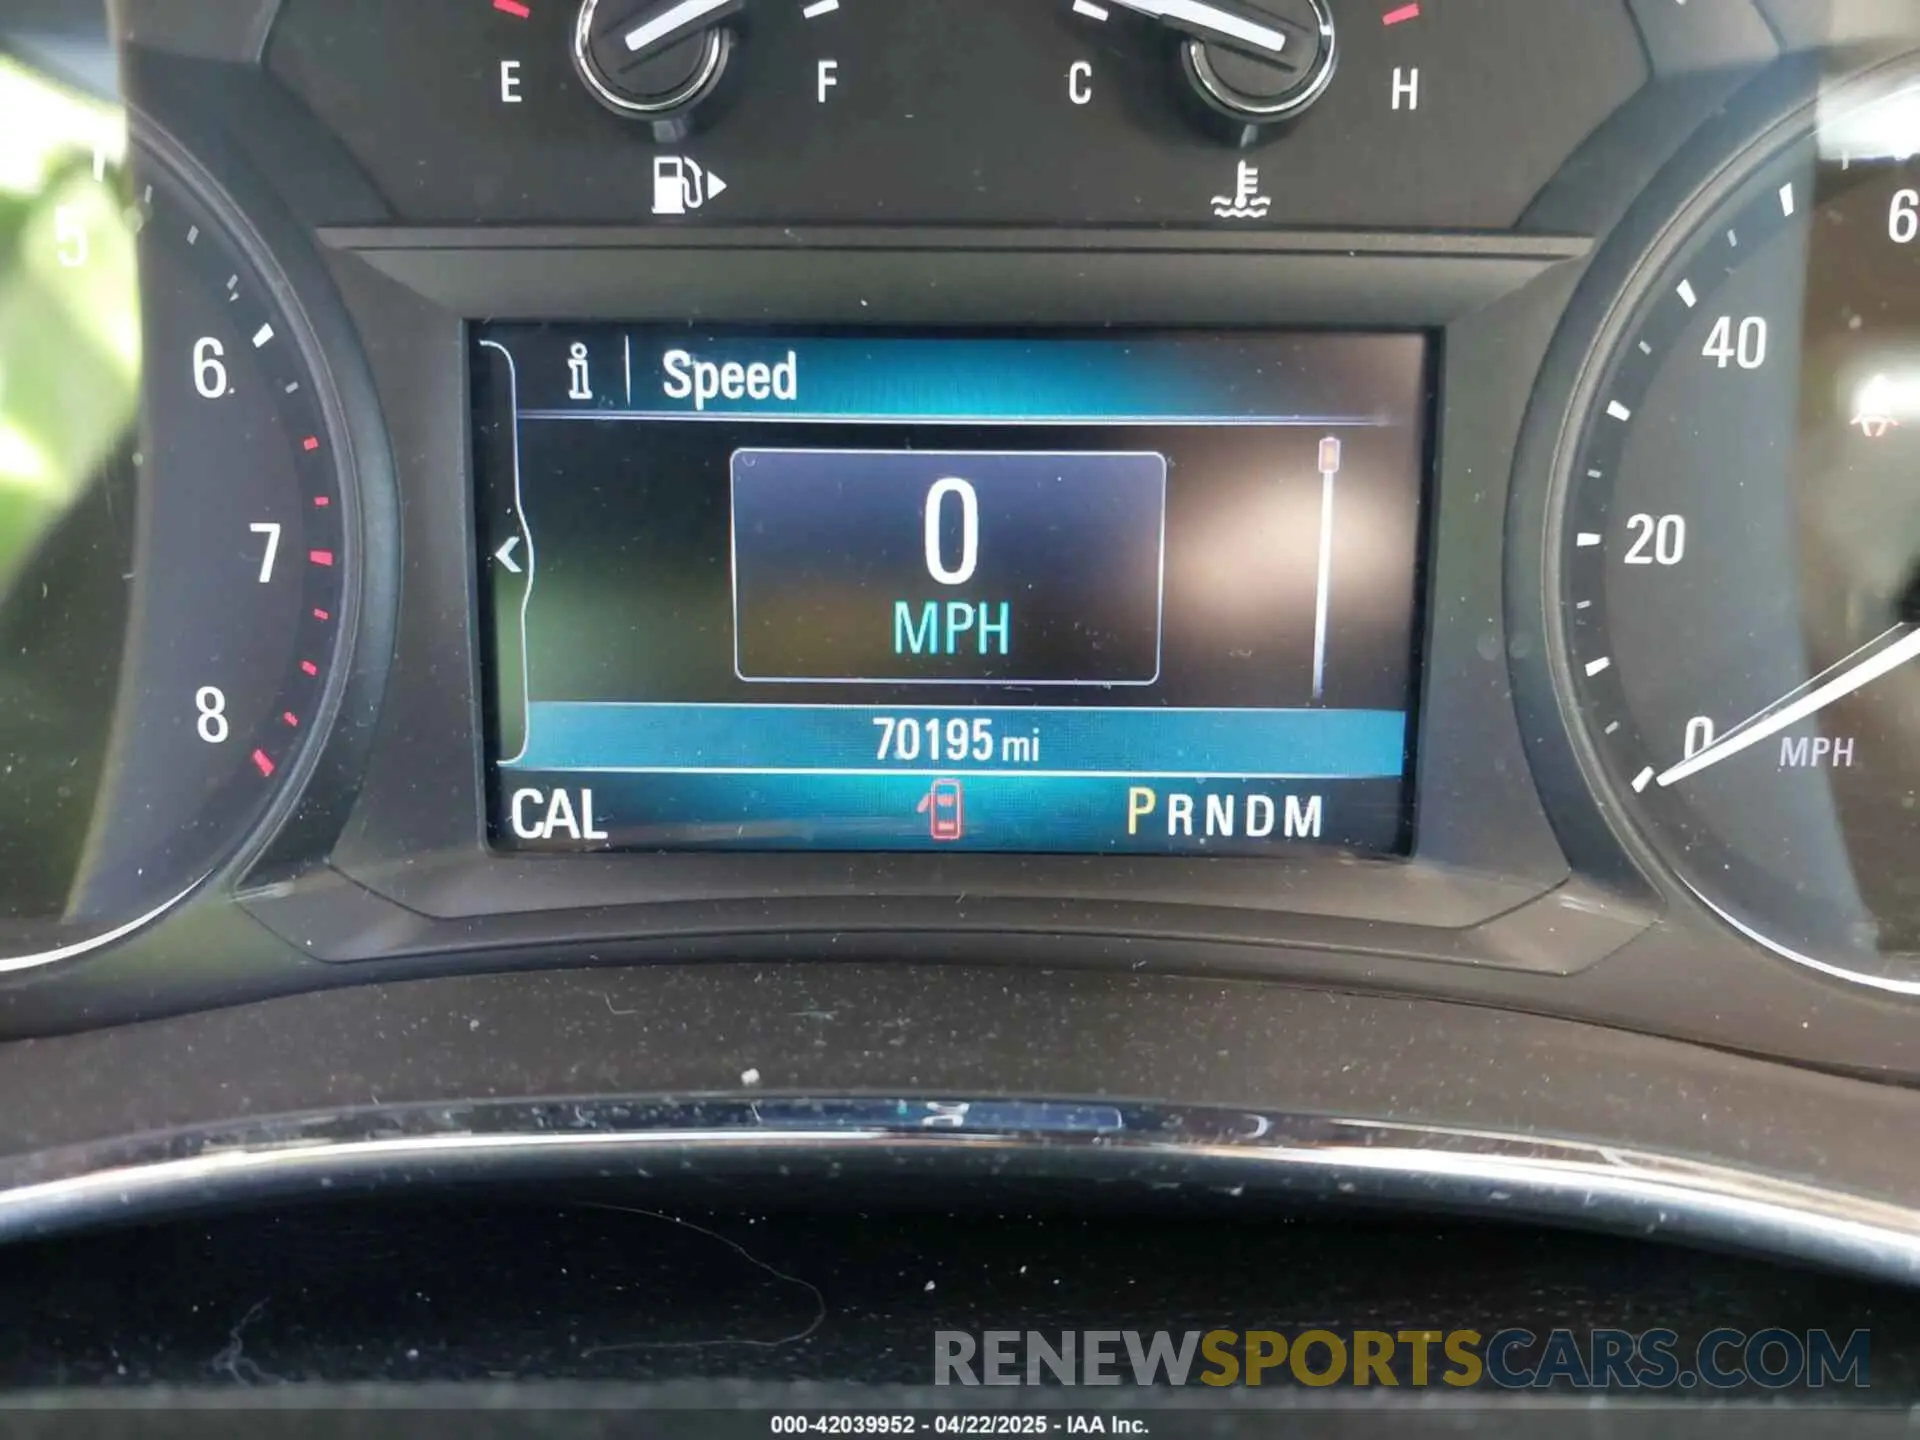 E F C H
5
6
7
8
i Speed
0
MPH
70195 mi
CAL P R N D M
6
40
20
0
MPH
RENEWSPORTSCARS.COM
000-42039952 - 04/22/2025 - IAA Inc.